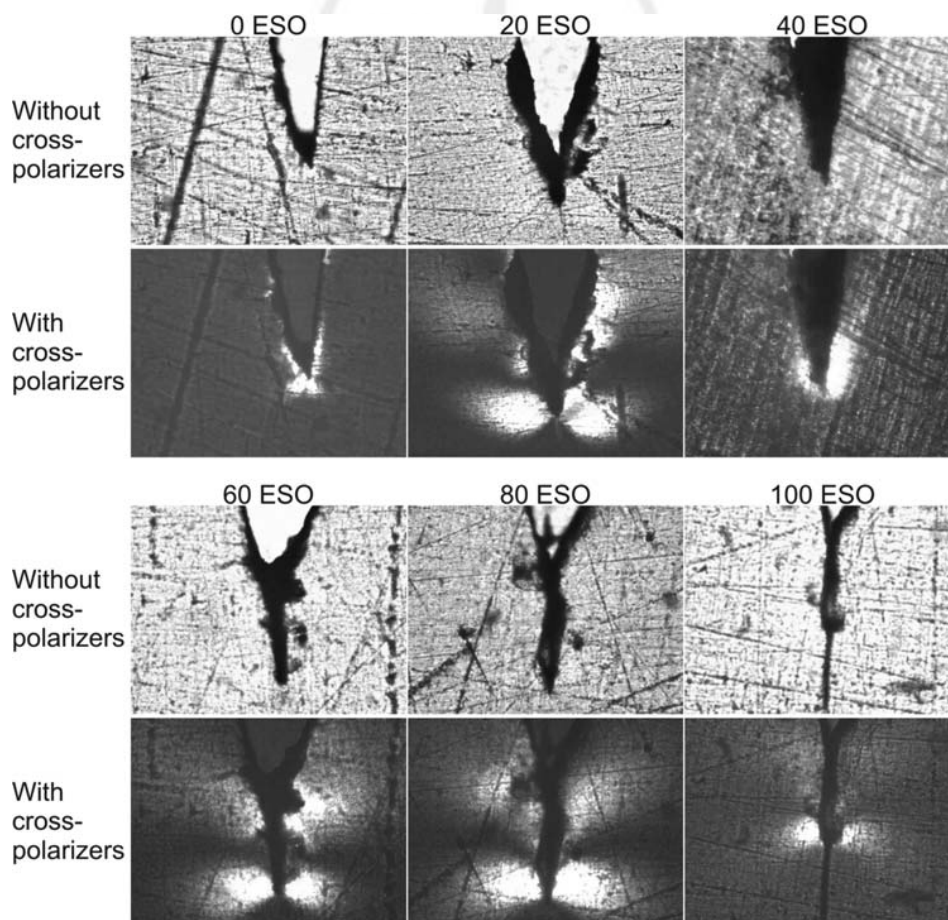 0 ESO 20 ESO 40 ESO
Without
cross-
polarizers
With
cross-
polarizers
60 ESO 80 ESO 100 ESO
Without
cross-
polarizers
With
cross-
polarizers